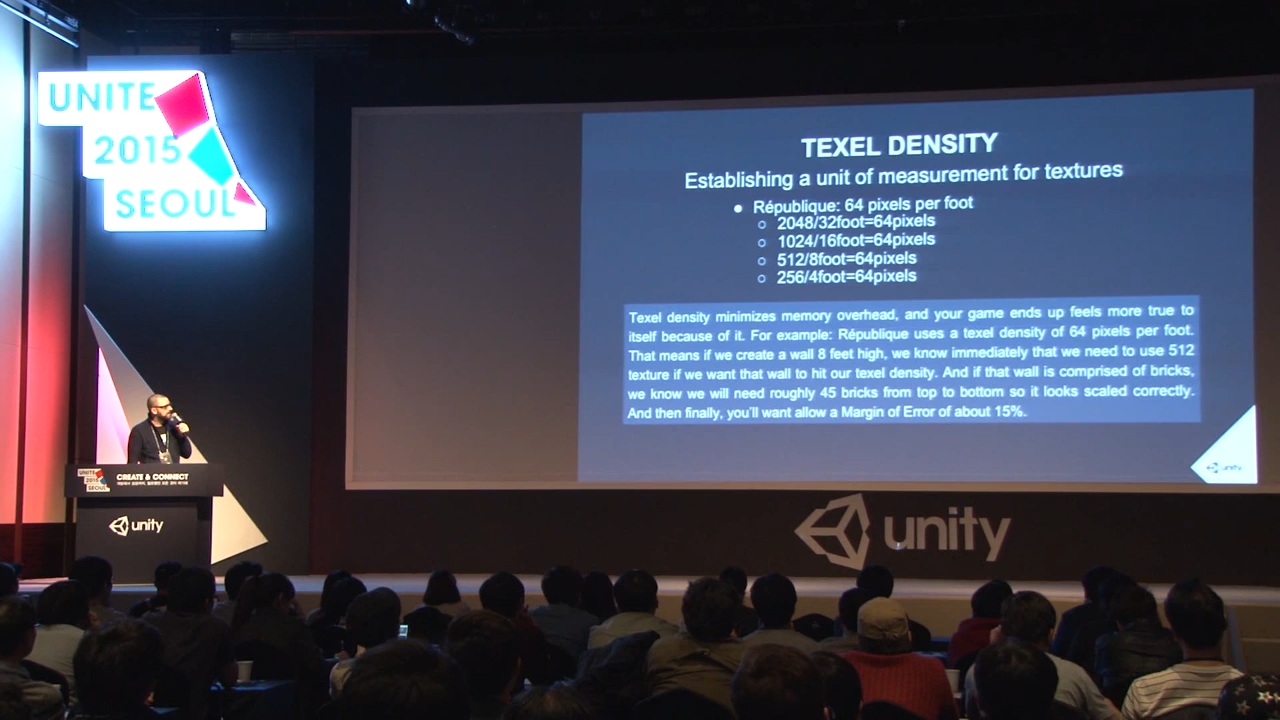 UNITE
2015
SEOUL
TEXEL DENSITY
Establishing a unit of measurement for textures
● République: 64 pixels per foot
○ 2048/32foot=64pixels
○ 1024/16foot=64pixels
○ 512/8foot=64pixels
○ 256/4foot=64pixels
Texel density minimizes memory overhead, and your game ends up feels more true to
itself because of it. For example: République uses a texel density of 64 pixels per foot.
That means if we create a wall 8 feet high, we know immediately that we need to use 512
texture if we want that wall to hit our texel density. And if that wall is comprised of bricks,
we know we will need roughly 45 bricks from top to bottom so it looks scaled correctly.
And then finally, you'll want allow a Margin of Error of about 15%.
unity
UNITE
2015
SEOUL
CREATE & CONNECT
unity
unity